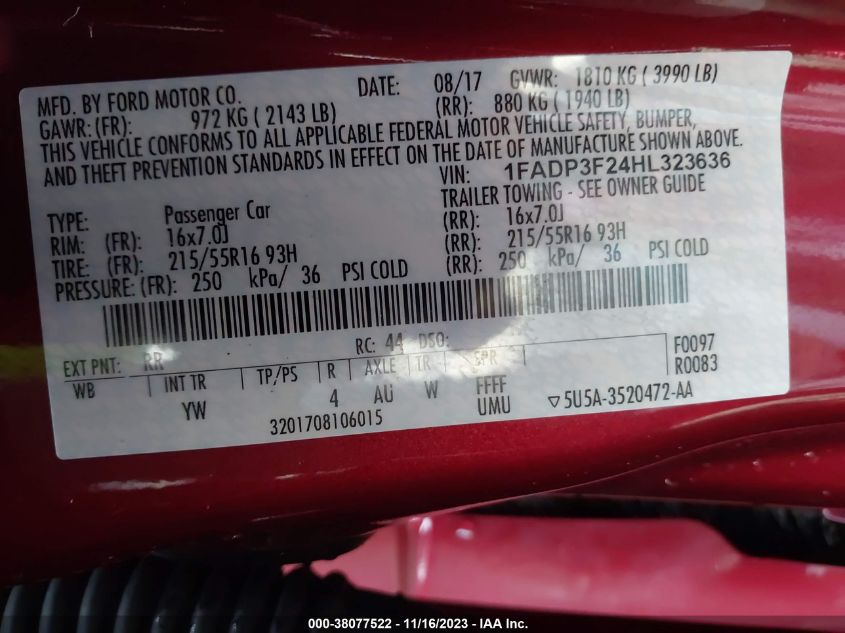 MFD. BY FORD MOTOR CO. DATE: 08/17 GVWR: 1810 KG ( 3990 LB)
GAWR: (FR): 972 KG ( 2143 LB) (RR): 880 KG ( 1940 LB)
THIS VEHICLE CONFORMS TO ALL APPLICABLE FEDERAL MOTOR VEHICLE SAFETY, BUMPER,
AND THEFT PREVENTION STANDARDS IN EFFECT ON THE DATE OF MANUFACTURE SHOWN ABOVE.
VIN: 1FADP3F24HL323636
TYPE: Passenger Car TRAILER TOWING - SEE OWNER GUIDE
RIM: (FR): 16x7.0J (RR): 16x7.0J
TIRE: (FR): 215/55R16 93H (RR): 215/55R16 93H
PRESSURE: (FR): 250 kPa/ 36 PSI COLD (RR): 250 kPa/ 36 PSI COLD
EXT PNT: RR RC: 44 DSO: F0097
WB INT TR TP/PS R AXLE TR SPR R0083
YW 4 AU W FFFF
3201708106015 UMU ▽5U5A-3520472-AA
000-38077522 - 11/16/2023 - IAA Inc.